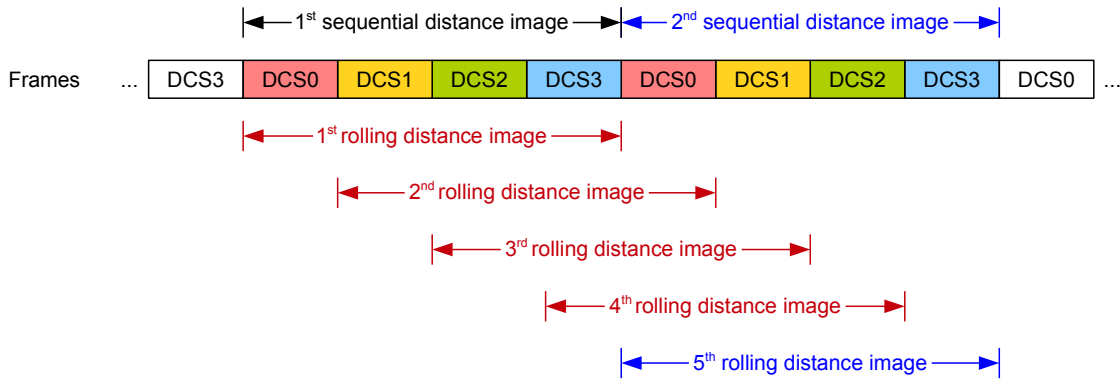 1st sequential distance image 2nd sequential distance image
Frames ... DCS3 DCS0 DCS1 DCS2 DCS3 DCS0 DCS1 DCS2 DCS3 DCS0 ...
1st rolling distance image
2nd rolling distance image
3rd rolling distance image
4th rolling distance image
5th rolling distance image